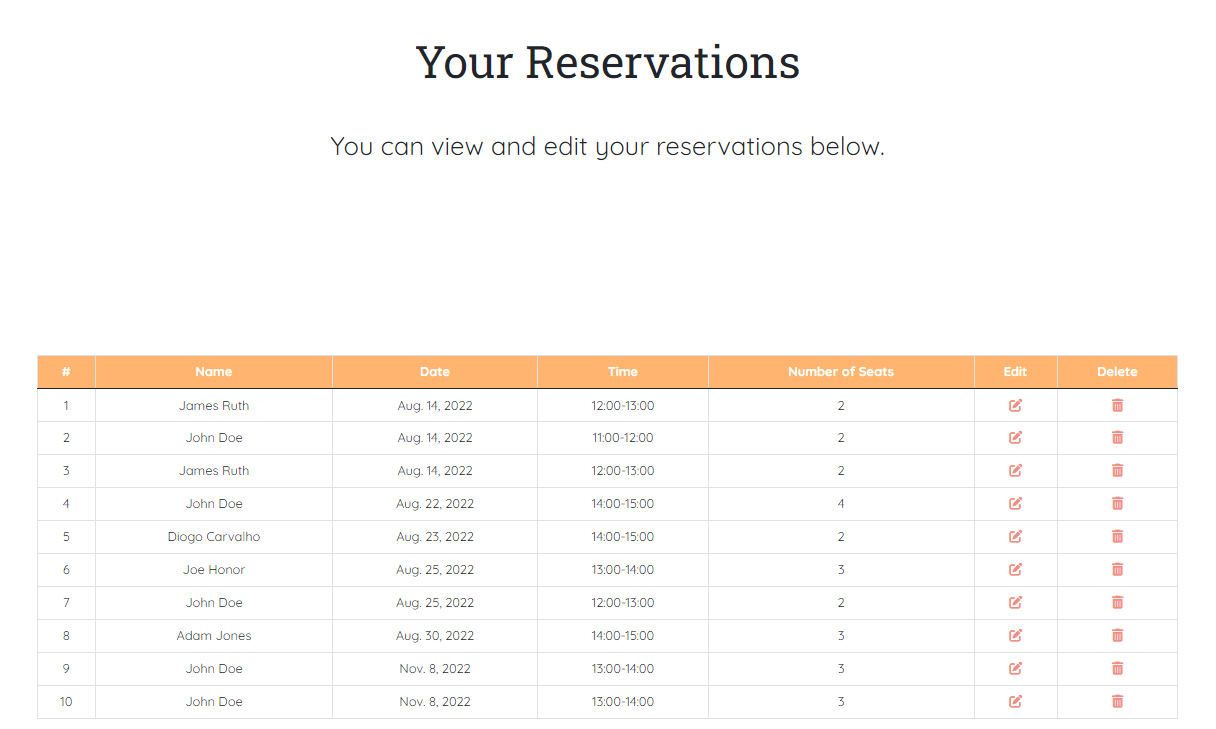 Your Reservations
You can view and edit your reservations below.
# Name Date Time Number of Seats Edit Delete
1 James Ruth Aug. 14, 2022 12:00-13:00 2
2 John Doe Aug. 14, 2022 11:00-12:00 2
3 James Ruth Aug. 14, 2022 12:00-13:00 2
4 John Doe Aug. 22, 2022 14:00-15:00 4
5 Diogo Carvalho Aug. 23, 2022 14:00-15:00 2
6 Joe Honor Aug. 25, 2022 13:00-14:00 3
7 John Doe Aug. 25, 2022 12:00-13:00 2
8 Adam Jones Aug. 30, 2022 14:00-15:00 3
9 John Doe Nov. 8, 2022 13:00-14:00 3
10 John Doe Nov. 8, 2022 13:00-14:00 3